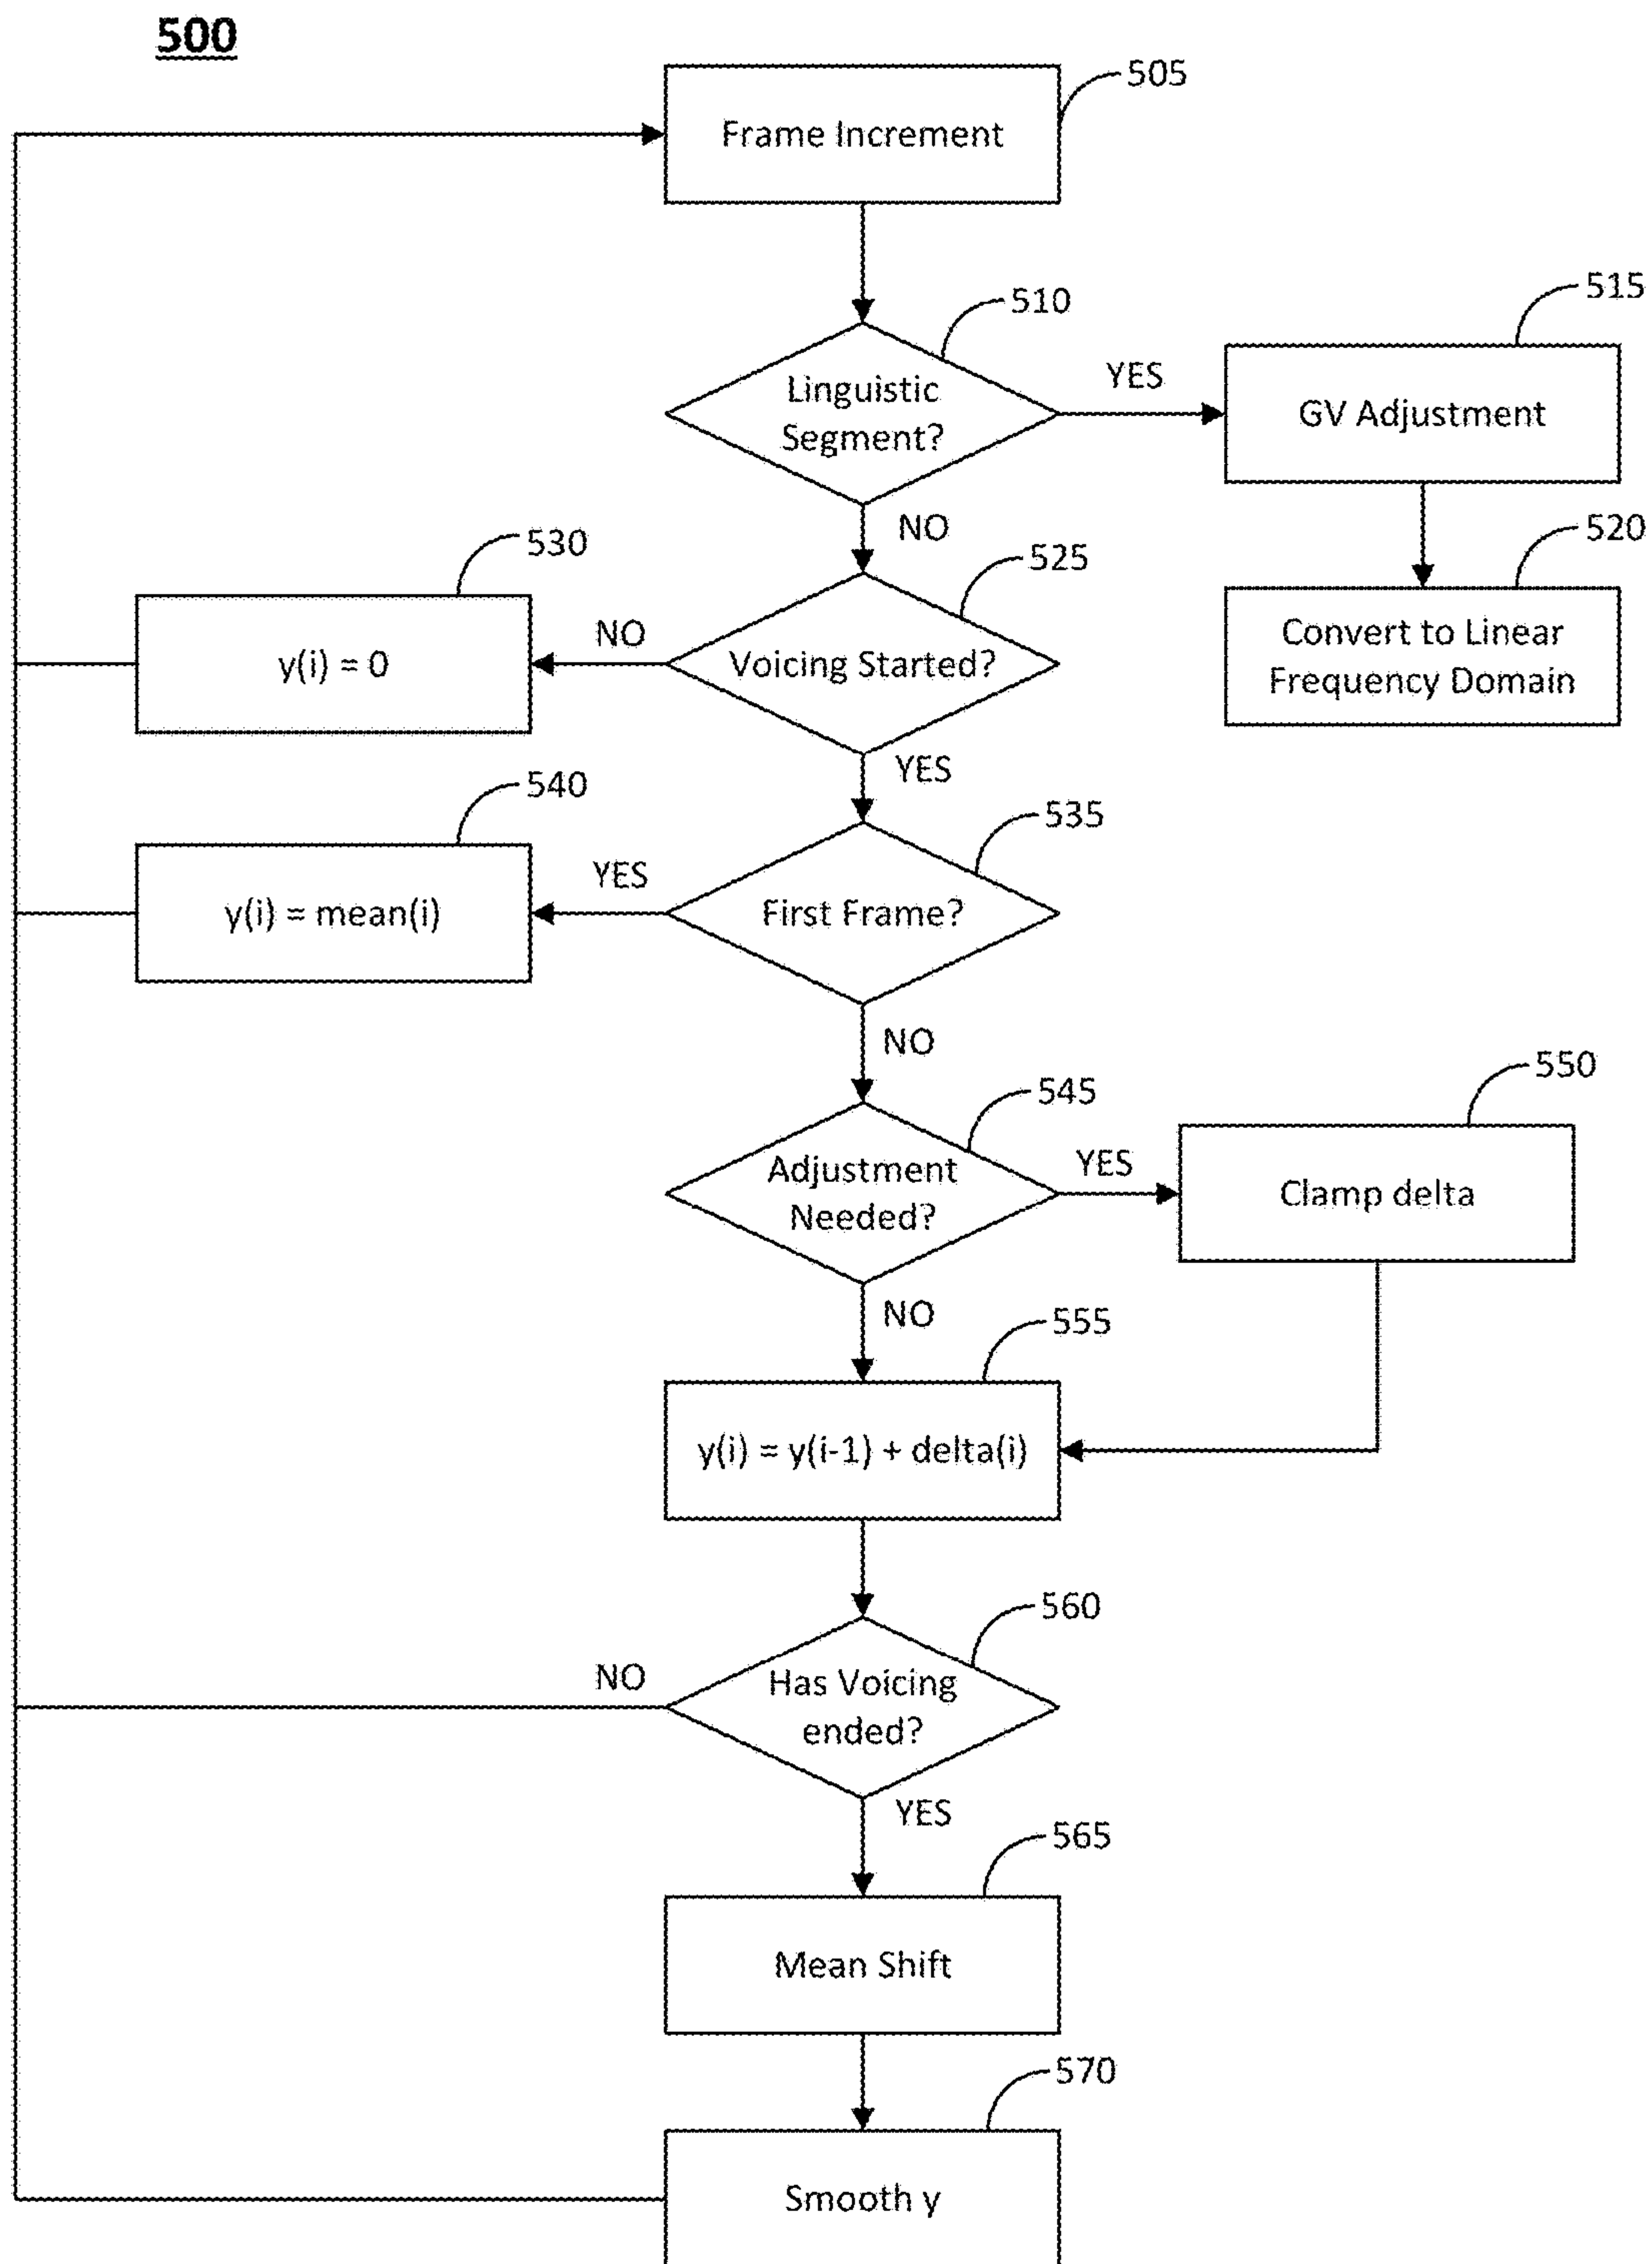 500
505
Frame Increment
510
515
Linguistic
Segment?
YES
GV Adjustment
NO
520
525
530
Convert to Linear
Frequency Domain
y(i) = 0
NO
Voicing Started?
YES
540
535
y(i) = mean(i)
YES
First Frame?
NO
545
550
Adjustment
Needed?
YES
Clamp delta
NO
555
y(i) = y(i-1) + delta(i)
560
NO
Has Voicing
ended?
YES
565
Mean Shift
570
Smooth y